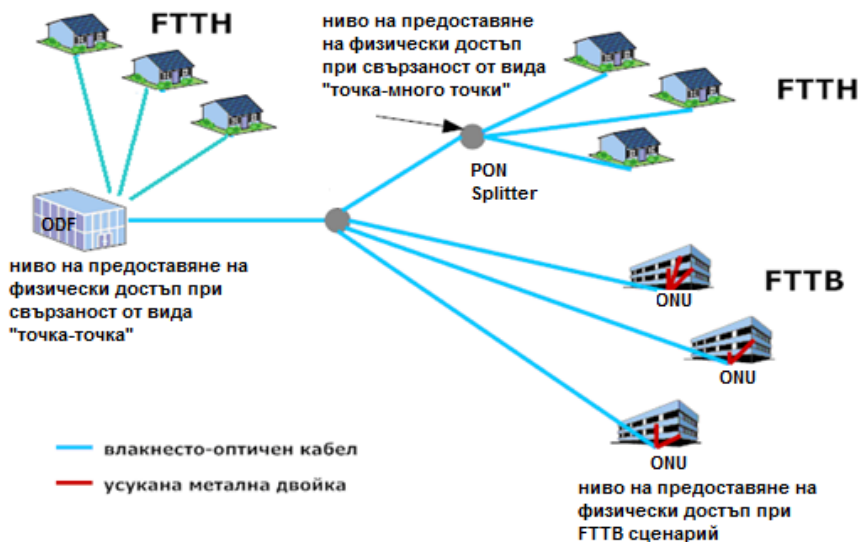 FTTH
ниво на предоставяне
на физически достъп
при свързаност от вида
"точка-много точки"
FTTH
PON
Splitter
ODF
ниво на предоставяне на
физически достъп при
свързаност от вида
"точка-точка"
ONU
FTTB
ONU
ONU
влакнесто-оптичен кабел
усукана метална двойка
ниво на предоставяне на
физически достъп при
FTTB сценарий